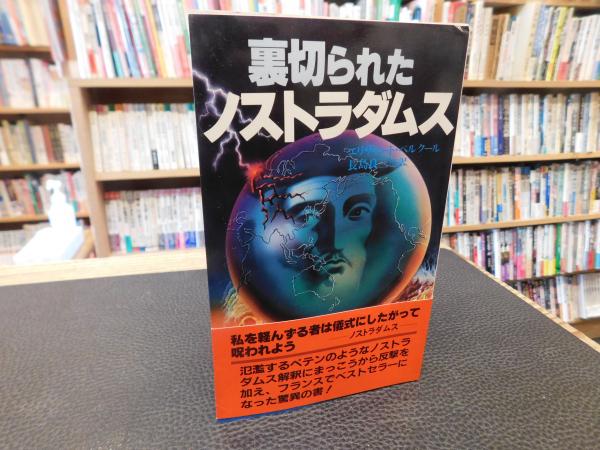 裏切られた
ノストラダムス
私を軽んずる者は儀式にしたがって
呪われよう
ノストラダムス
氾濫するペテンのようなノストラ
ダムス解釈にまっこうから反撃を
加え、フランスでベストセラーに
なった驚異の書！